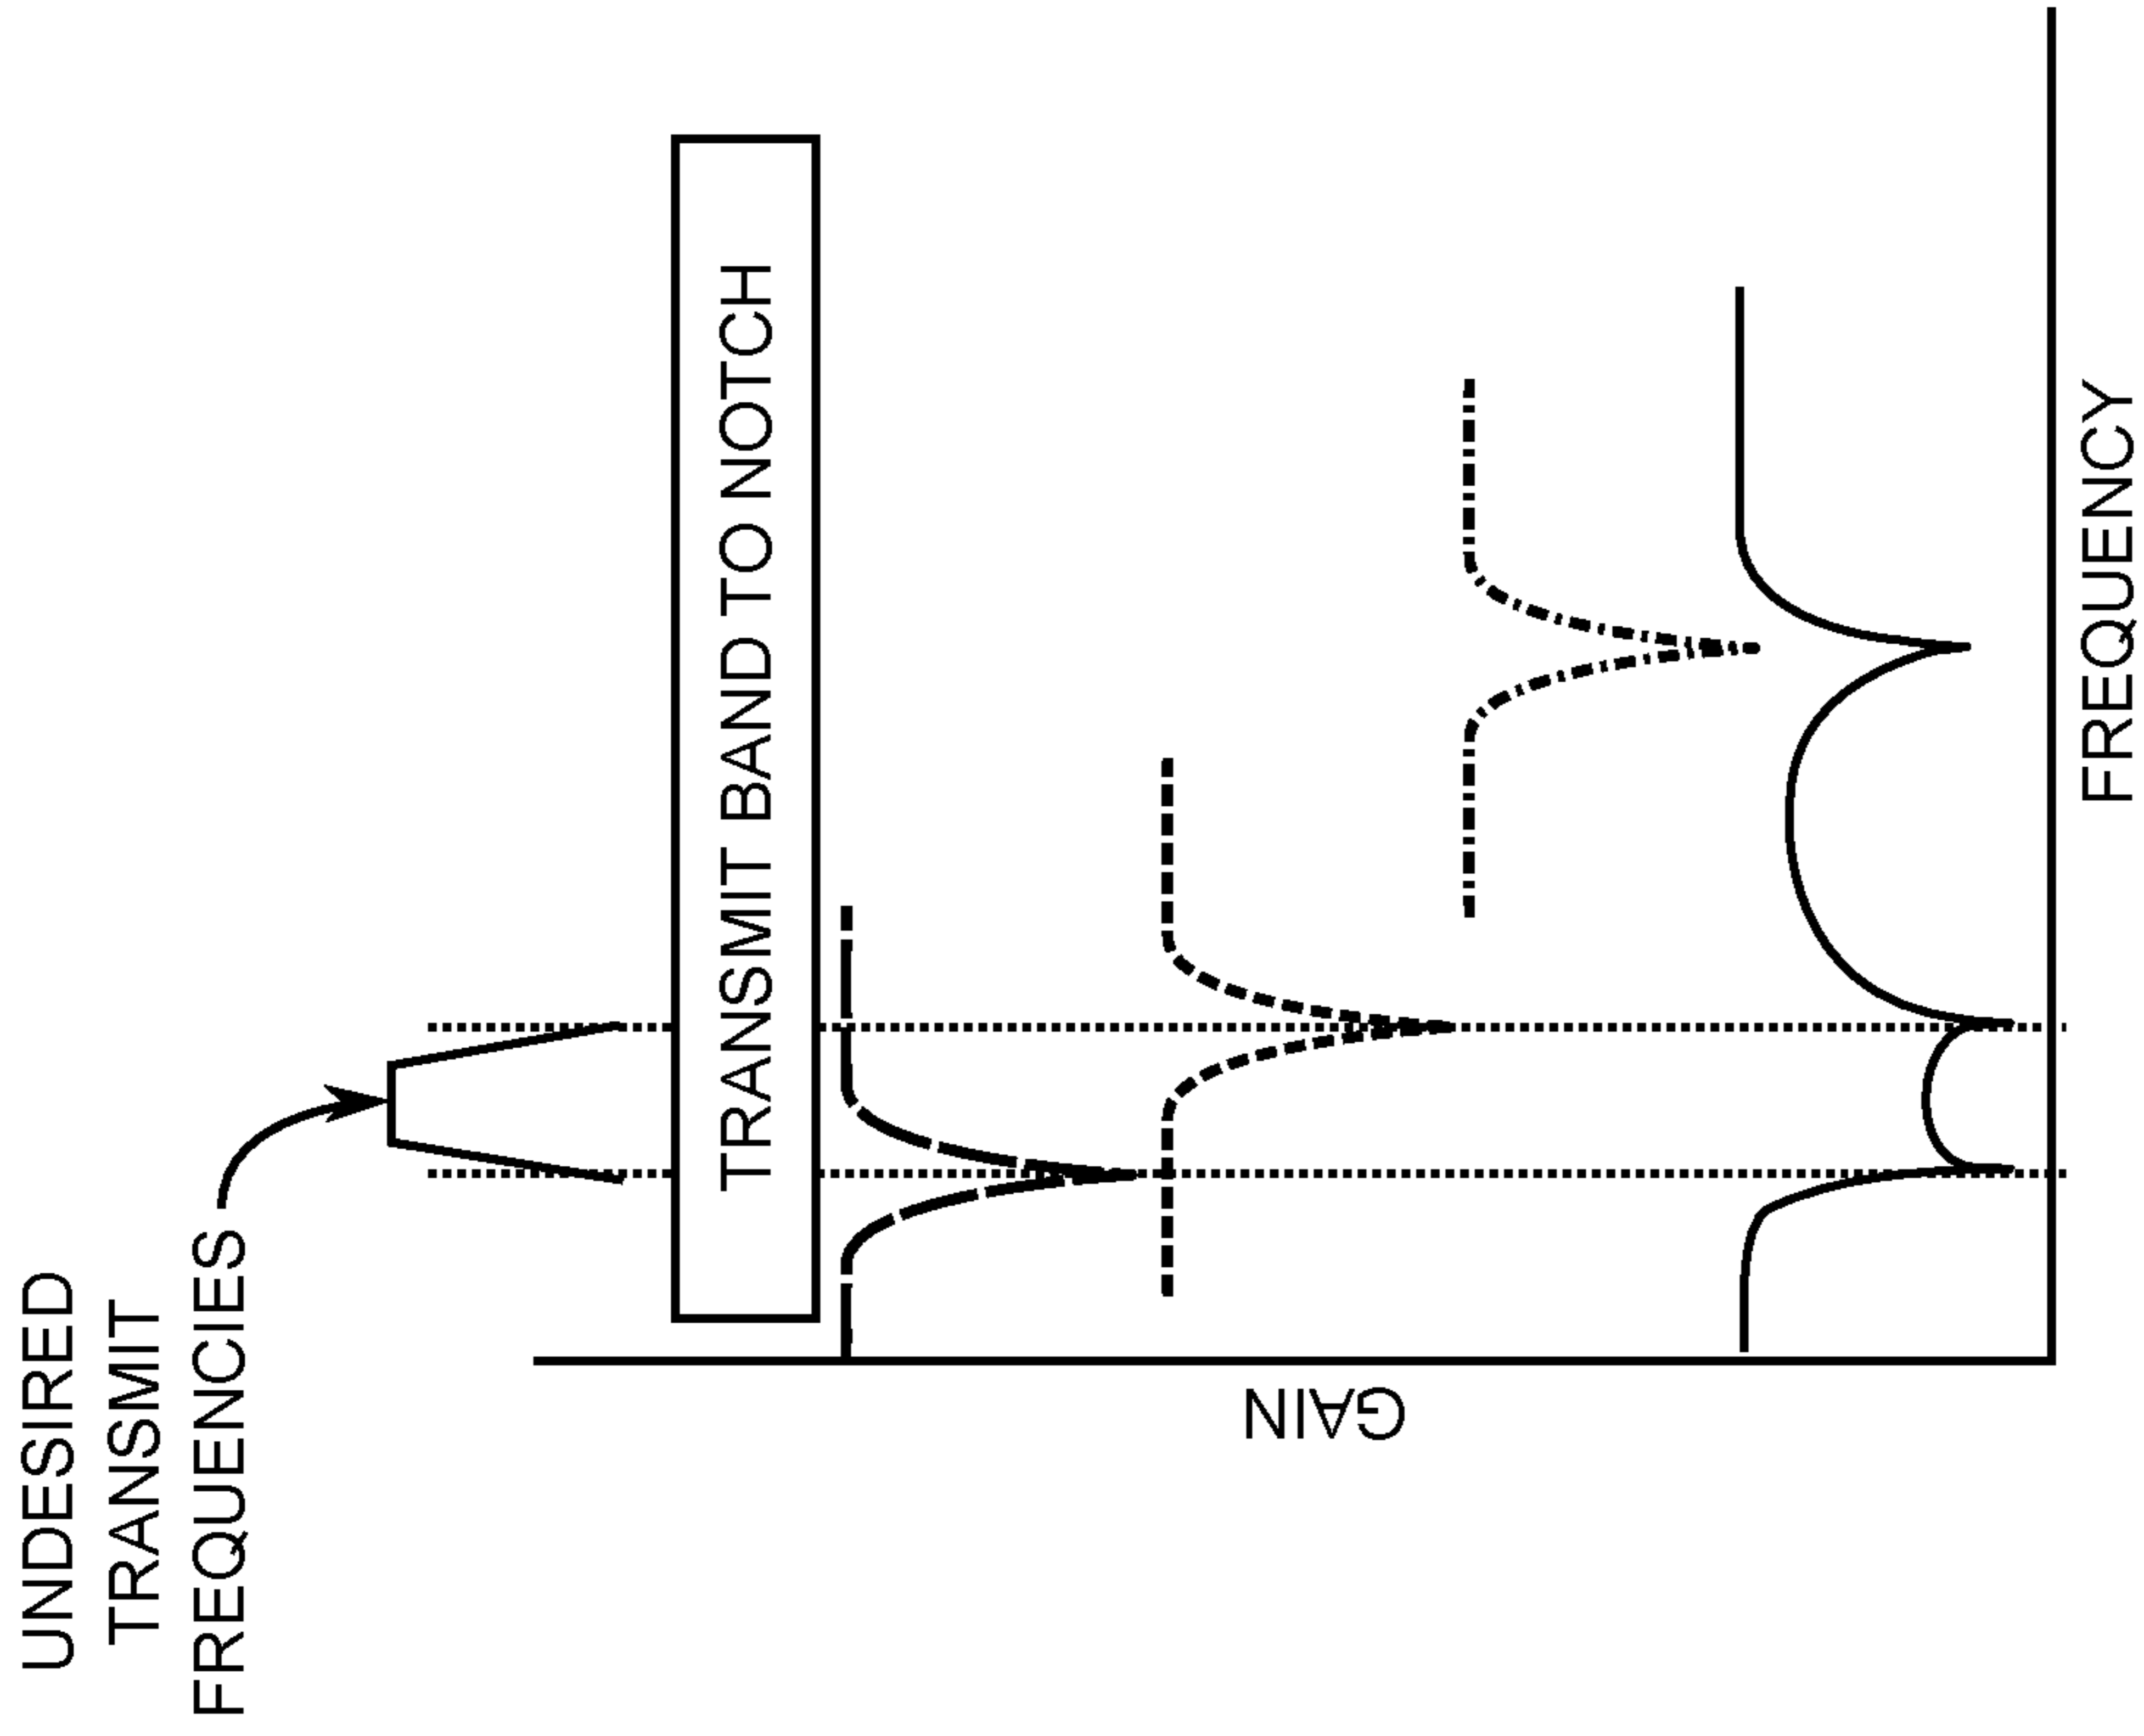 UNDESIRED
TRANSMIT
FREQUENCIES
TRANSMIT BAND TO NOTCH
GAIN
FREQUENCY